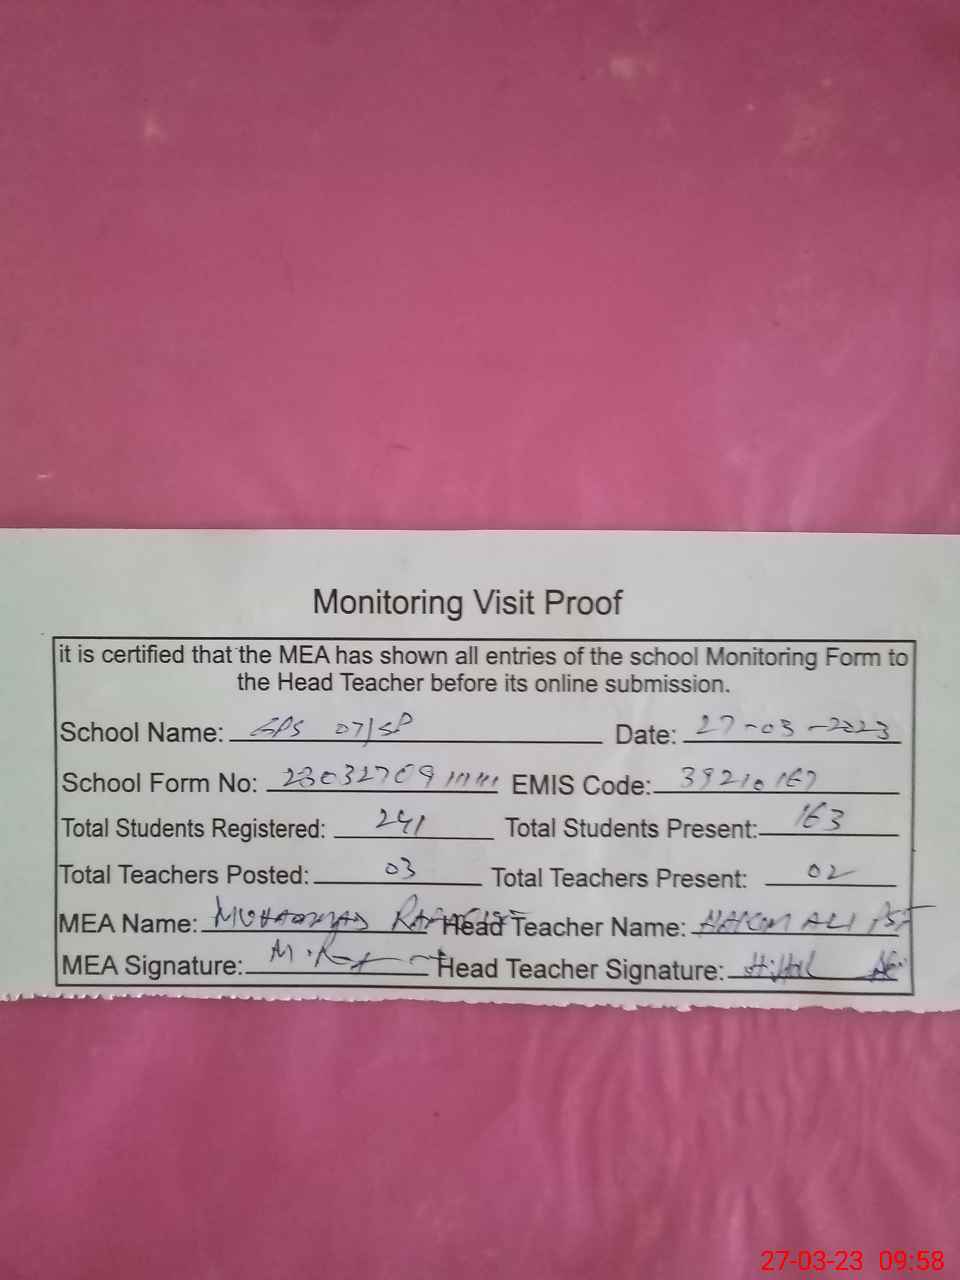 Monitoring Visit Proof
it is certified that the MEA has shown all entries of the school Monitoring Form to
the Head Teacher before its online submission.
School Name: GPS 07/SP Date: 27-03-2023
School Form No: 23032709 EMIS Code: 39210167
Total Students Registered: 241 Total Students Present: 163
Total Teachers Posted: 03 Total Teachers Present: 02
MEA Name: MUHAMMAD Head Teacher Name: ALI PST
MEA Signature: Head Teacher Signature:
27-03-23 09:58